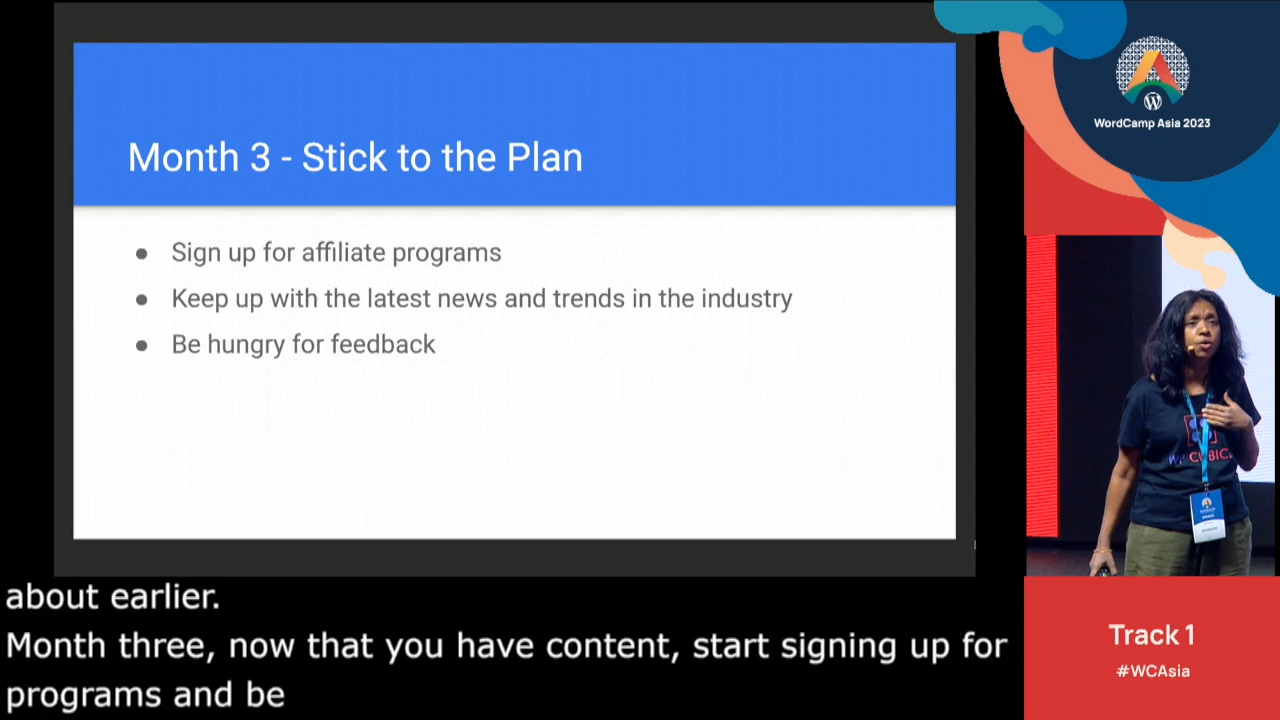 Month 3 - Stick to the Plan
● Sign up for affiliate programs
● Keep up with the latest news and trends in the industry
● Be hungry for feedback
WordCamp Asia 2023
about earlier.
Month three, now that you have content, start signing up for
programs and be
Track 1
#WCAsia